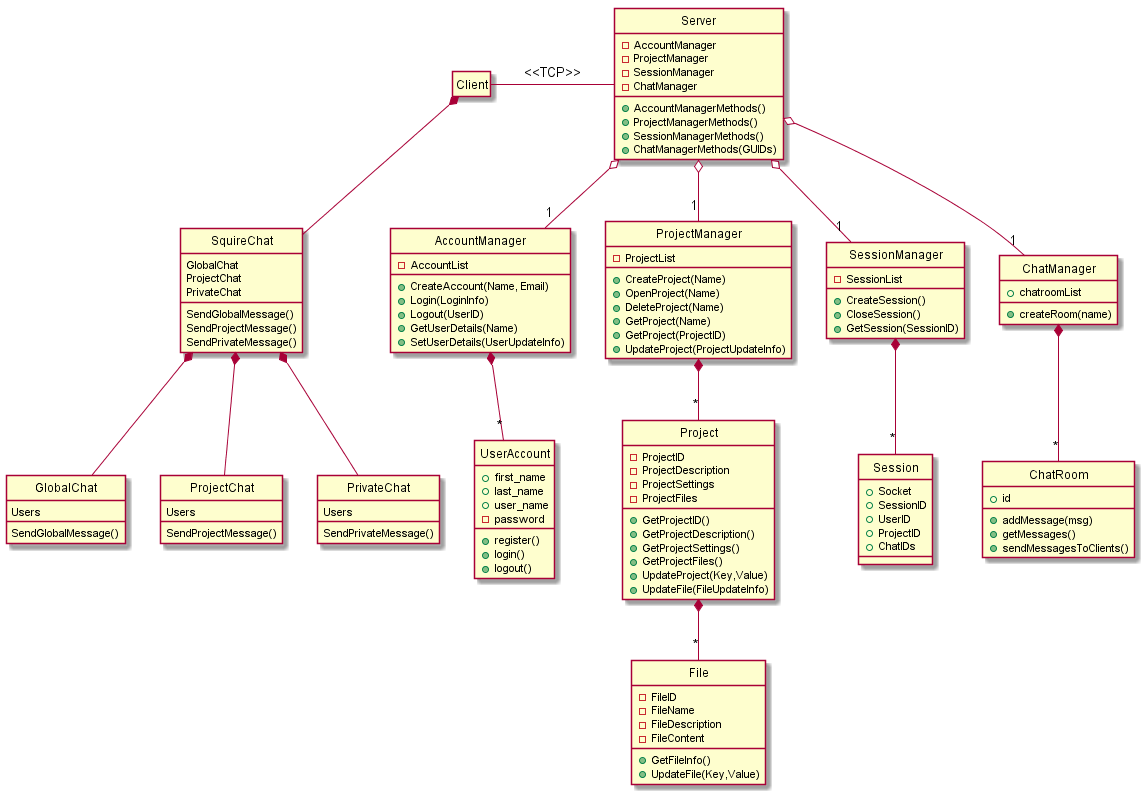 Server
AccountManager
ProjectManager
SessionManager
ChatManager
AccountManagerMethods()
ProjectManagerMethods()
SessionManagerMethods()
ChatManagerMethods(GUIDs)
Client
<<TCP>>
1
1
1
1
SquireChat
GlobalChat
ProjectChat
PrivateChat
SendGlobalMessage()
SendProjectMessage()
SendPrivateMessage()
AccountManager
AccountList
CreateAccount(Name, Email)
Login(LoginInfo)
Logout(UserID)
GetUserDetails(Name)
SetUserDetails(UserUpdateInfo)
ProjectManager
ProjectList
CreateProject(Name)
OpenProject(Name)
DeleteProject(Name)
GetProject(Name)
GetProject(ProjectID)
UpdateProject(ProjectUpdateInfo)
SessionManager
SessionList
CreateSession()
CloseSession()
GetSession(SessionID)
ChatManager
chatroomList
createRoom(name)
*
*
*
*
GlobalChat
Users
SendGlobalMessage()
ProjectChat
Users
SendProjectMessage()
PrivateChat
Users
SendPrivateMessage()
UserAccount
first_name
last_name
user_name
password
register()
login()
logout()
Project
ProjectID
ProjectDescription
ProjectSettings
ProjectFiles
GetProjectID()
GetProjectDescription()
GetProjectSettings()
GetProjectFiles()
UpdateProject(Key,Value)
UpdateFile(FileUpdateInfo)
Session
Socket
SessionID
UserID
ProjectID
ChatIDs
ChatRoom
id
addMessage(msg)
getMessages()
sendMessagesToClients()
*
File
FileID
FileName
FileDescription
FileContent
GetFileInfo()
UpdateFile(Key,Value)